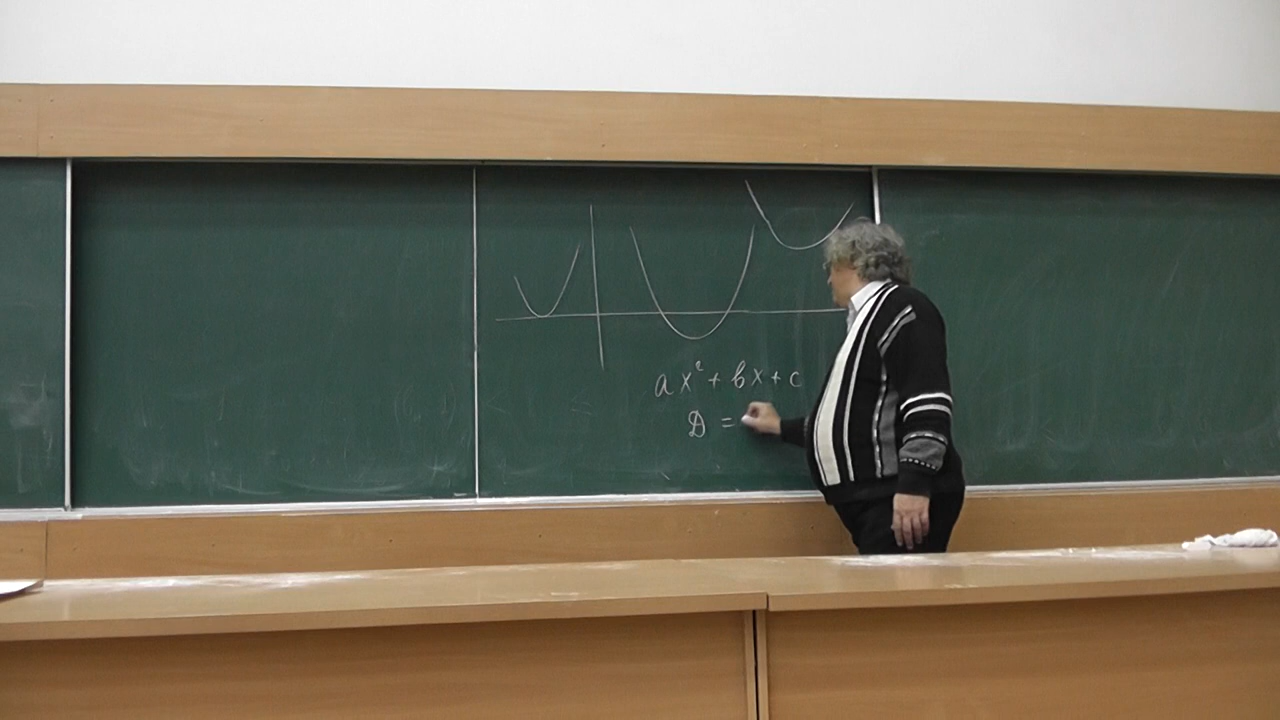 ax² + bx + c
D =